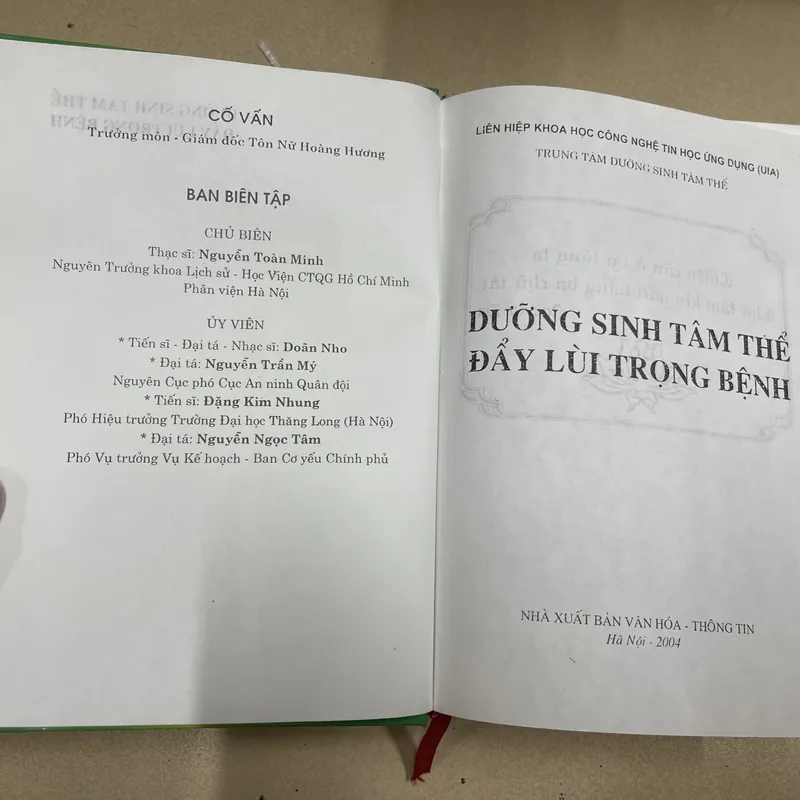 CỐ VẤN
Trưởng môn - Giám đốc Tôn Nữ Hoàng Hương
BAN BIÊN TẬP
CHỦ BIÊN
Thạc sĩ: Nguyễn Toàn Minh
Nguyên Trưởng khoa Lịch sử - Học Viện CTQG Hồ Chí Minh
Phân viện Hà Nội
ỦY VIÊN
* Tiến sĩ - Đại tá - Nhạc sĩ: Doãn Nho
* Đại tá: Nguyễn Trần Mỹ
Nguyên Cục phó Cục An ninh Quân đội
* Tiến sĩ: Đặng Kim Nhung
Phó Hiệu trưởng Trường Đại học Thăng Long (Hà Nội)
* Đại tá: Nguyễn Ngọc Tâm
Phó Vụ trưởng Vụ Kế hoạch - Ban Cơ yếu Chính phủ
LIÊN HIỆP KHOA HỌC CÔNG NGHỆ TIN HỌC ỨNG DỤNG (UIA)
TRUNG TÂM DƯỠNG SINH TÂM THỂ
DƯỠNG SINH TÂM THỂ
ĐẨY LÙI TRỌNG BỆNH
NHÀ XUẤT BẢN VĂN HÓA - THÔNG TIN
Hà Nội - 2004